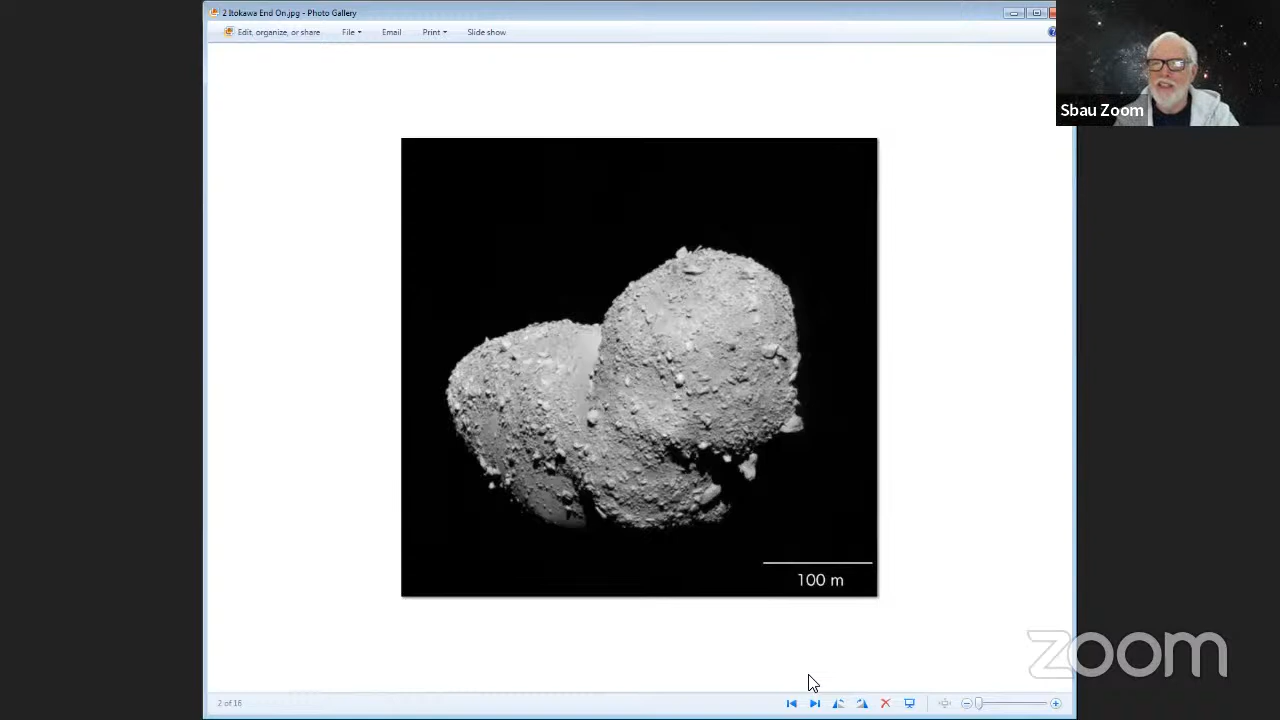 2 Itokawa End On.jpg - Photo Gallery
Edit, organize, or share
File
Email
Print
Slide show
Sbau Zoom
100 m
zoom
2 of 16